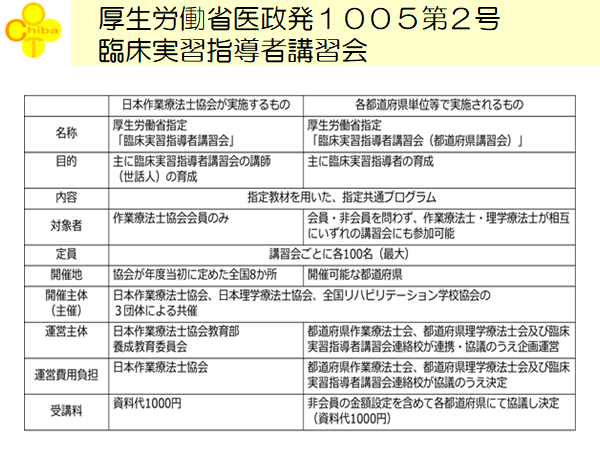 Chiba
OT
厚生労働省医政発1005第2号
臨床実習指導者講習会
日本作業療法士協会が実施するもの 各都道府県単位等で実施されるもの
名称 厚生労働省指定 厚生労働省指定
「臨床実習指導者講習会」 「臨床実習指導者講習会（都道府県講習会）」
目的 主に臨床実習指導者講習会の講師 主に臨床実習指導者の育成
（世話人）の育成
内容 指定教材を用いた、指定共通プログラム
対象者 作業療法士協会会員のみ 会員・非会員を問わず、作業療法士・理学療法士が相互
にいずれの講習会にも参加可能
定員 講習会ごとに各100名（最大）
開催地 協会が年度当初に定めた全国8か所 開催可能な都道府県
開催主体 日本作業療法士協会、日本理学療法士協会、全国リハビリテーション学校協会の
（主催） ３団体による共催
運営主体 日本作業療法士協会教育部 都道府県作業療法士会、都道府県理学療法士会及び臨床
養成教育委員会 実習指導者講習会連絡校が連携・協議のうえ企画運営
運営費用負担 日本作業療法士協会 都道府県作業療法士会、都道府県理学療法士会及び臨床
実習指導者講習会連絡校が協議のうえ決定
受講料 資料代1000円 非会員の金額設定を含めて各都道府県にて協議し決定
（資料代1000円）